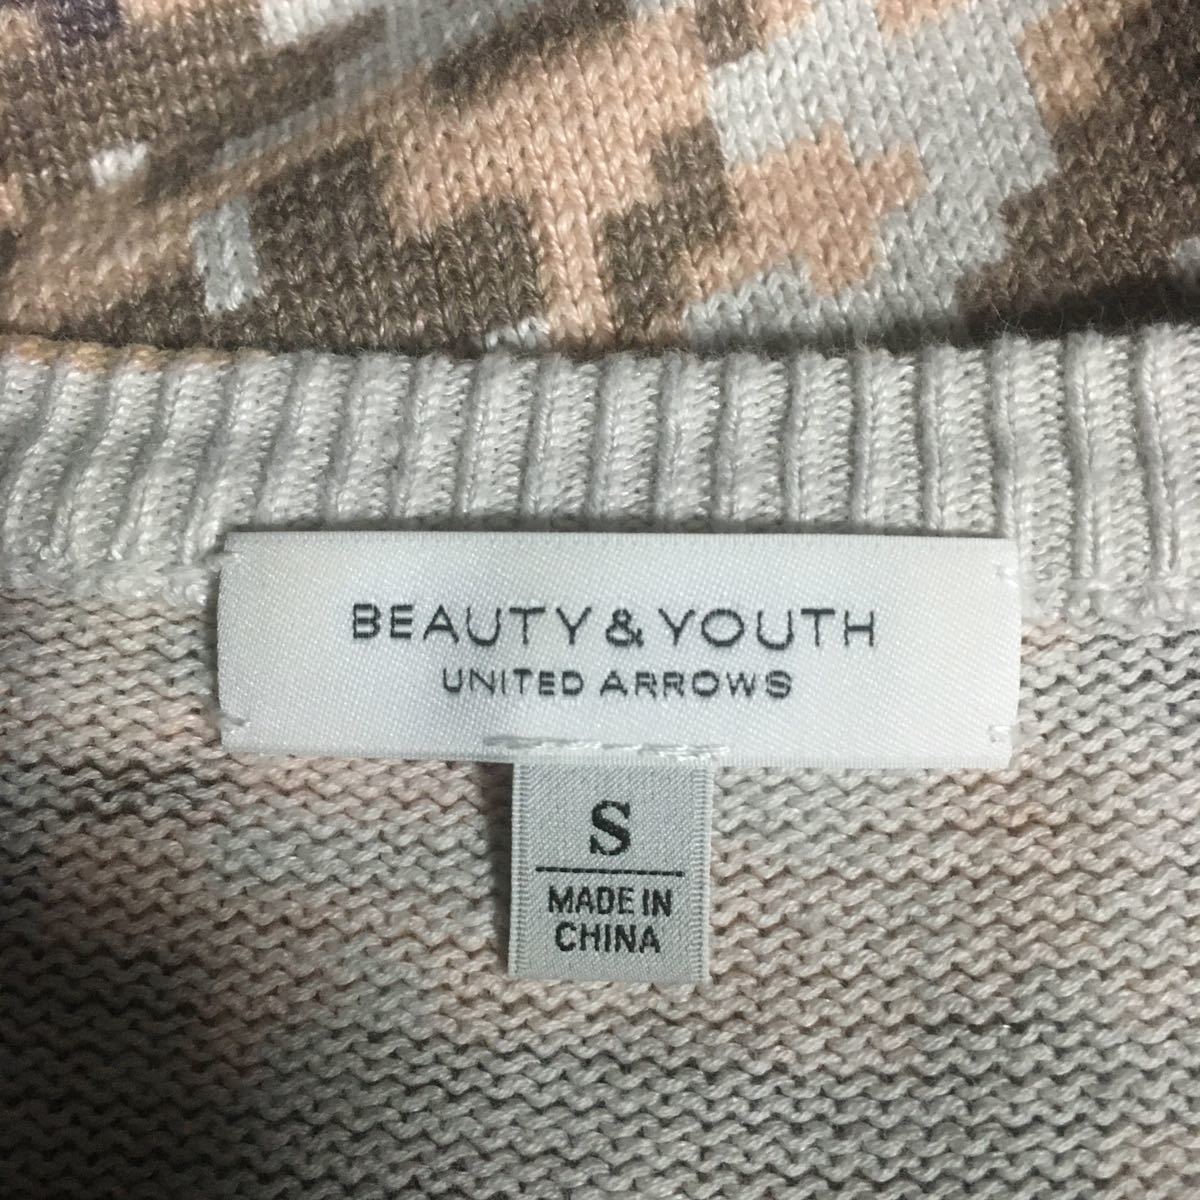 BEAUTY & YOUTH
UNITED ARROWS
S
MADE IN
CHINA